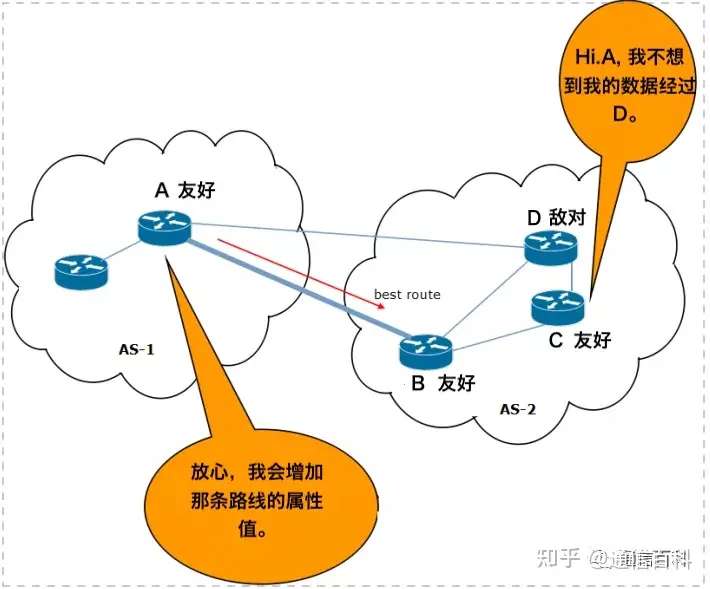 Hi.A, 我不想
到我的数据经过
D。
A 友好
D 敌对
best route
C 友好
AS-1
B 友好
AS-2
放心，我会增加
那条路线的属性
值。
知乎 @通信百科